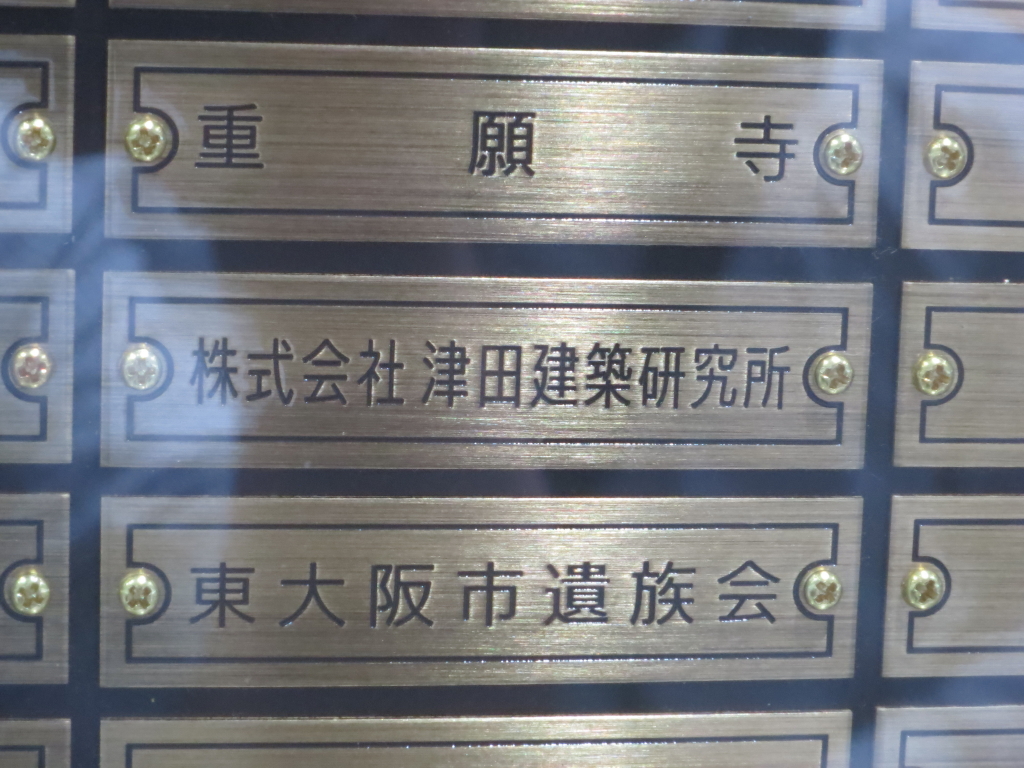 重願寺
株式会社 津田建築研究所
東大阪市遺族会